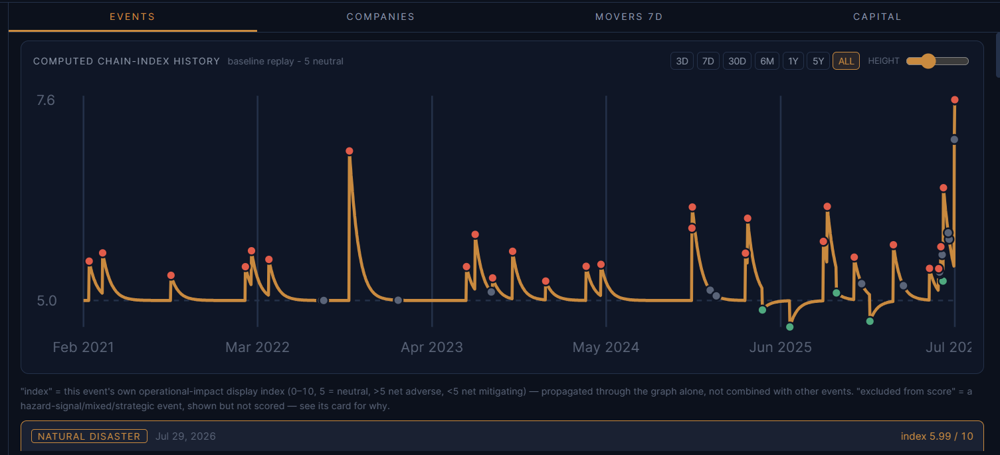 EVENTS COMPANIES MOVERS 7D CAPITAL
COMPUTED CHAIN-INDEX HISTORY baseline replay - 5 neutral 3D 7D 30D 6M 1Y 5Y ALL HEIGHT
7.6
5.0
Feb 2021 Mar 2022 Apr 2023 May 2024 Jun 2025 Jul 202
"index" = this event's own operational-impact display index (0–10, 5 = neutral, >5 net adverse, <5 net mitigating) — propagated through the graph alone, not combined with other events. "excluded from score" = a
hazard-signal/mixed/strategic event, shown but not scored — see its card for why.
NATURAL DISASTER Jul 29, 2026 index 5.99 / 10